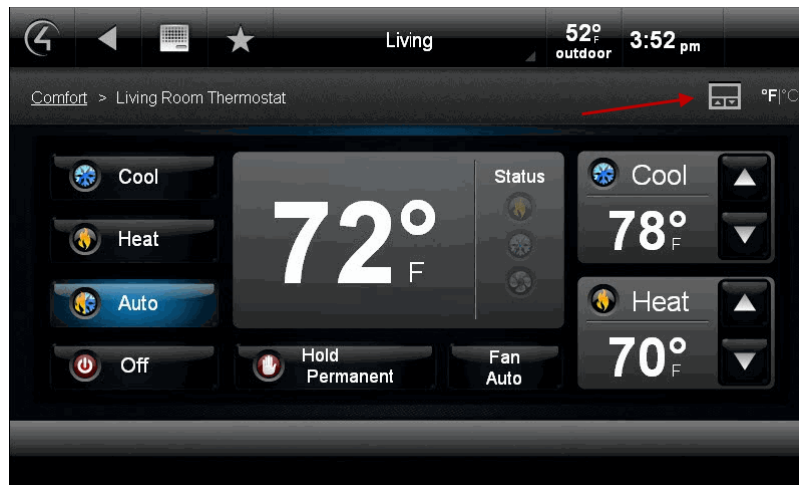 Living
52°F
outdoor
3:52 pm
Comfort > Living Room Thermostat
°F|°C
Cool
Heat
Auto
Off
72°F
Status
Hold
Permanent
Fan
Auto
Cool
78°F
Heat
70°F